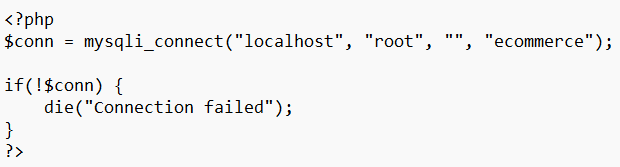 <?php
$conn = mysqli_connect("localhost", "root", "", "ecommerce");
if(!$conn) {
    die("Connection failed");
}
?>